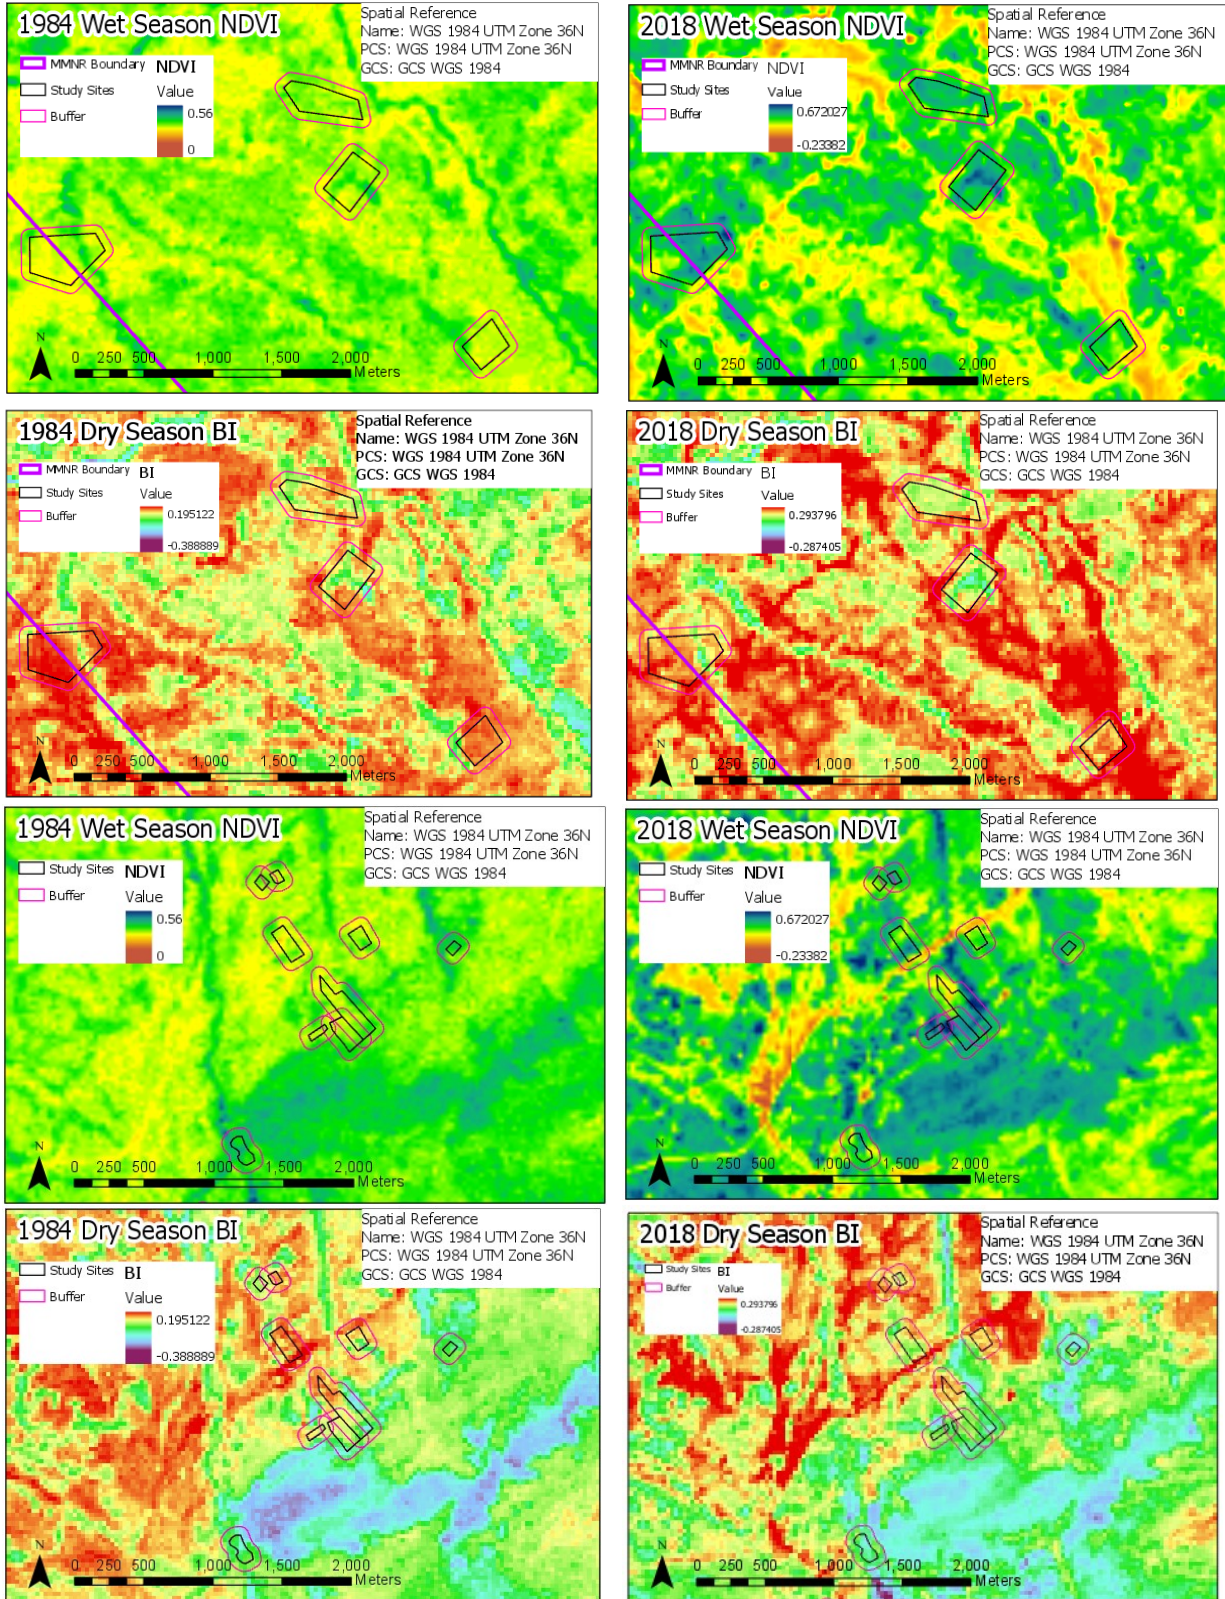 1984 Wet Season NDVI
Spatial Reference
Name: WGS 1984 UTM Zone 36N
PCS: WGS 1984 UTM Zone 36N
GCS: GCS WGS 1984
MMNR Boundary NDVI
Study Sites Value
Buffer
0.56
0
N
0 250 500 1,000 1,500 2,000
Meters
2018 Wet Season NDVI
Spatial Reference
Name: WGS 1984 UTM Zone 36N
PCS: WGS 1984 UTM Zone 36N
GCS: GCS WGS 1984
MMNR Boundary NDVI
Study Sites Value
Buffer
0.672027
-0.23382
N
0 250 500 1,000 1,500 2,000
Meters
1984 Dry Season BI
Spatial Reference
Name: WGS 1984 UTM Zone 36N
PCS: WGS 1984 UTM Zone 36N
GCS: GCS WGS 1984
MMNR Boundary BI
Study Sites Value
Buffer
0.195122
-0.388889
N
0 250 500 1,000 1,500 2,000
Meters
2018 Dry Season BI
Spatial Reference
Name: WGS 1984 UTM Zone 36N
PCS: WGS 1984 UTM Zone 36N
GCS: GCS WGS 1984
MMNR Boundary BI
Study Sites Value
Buffer
0.293796
-0.287405
N
0 250 500 1,000 1,500 2,000
Meters
1984 Wet Season NDVI
Spatial Reference
Name: WGS 1984 UTM Zone 36N
PCS: WGS 1984 UTM Zone 36N
GCS: GCS WGS 1984
Study Sites NDVI
Buffer Value
0.56
0
N
0 250 500 1,000 1,500 2,000
Meters
2018 Wet Season NDVI
Spatial Reference
Name: WGS 1984 UTM Zone 36N
PCS: WGS 1984 UTM Zone 36N
GCS: GCS WGS 1984
Study Sites NDVI
Buffer Value
0.672027
-0.23382
N
0 250 500 1,000 1,500 2,000
Meters
1984 Dry Season BI
Spatial Reference
Name: WGS 1984 UTM Zone 36N
PCS: WGS 1984 UTM Zone 36N
GCS: GCS WGS 1984
Study Sites BI
Buffer Value
0.195122
-0.388889
N
0 250 500 1,000 1,500 2,000
Meters
2018 Dry Season BI
Spatial Reference
Name: WGS 1984 UTM Zone 36N
PCS: WGS 1984 UTM Zone 36N
GCS: GCS WGS 1984
Study Sites BI
Buffer Value
0.293796
-0.287405
N
0 250 500 1,000 1,500 2,000
Meters